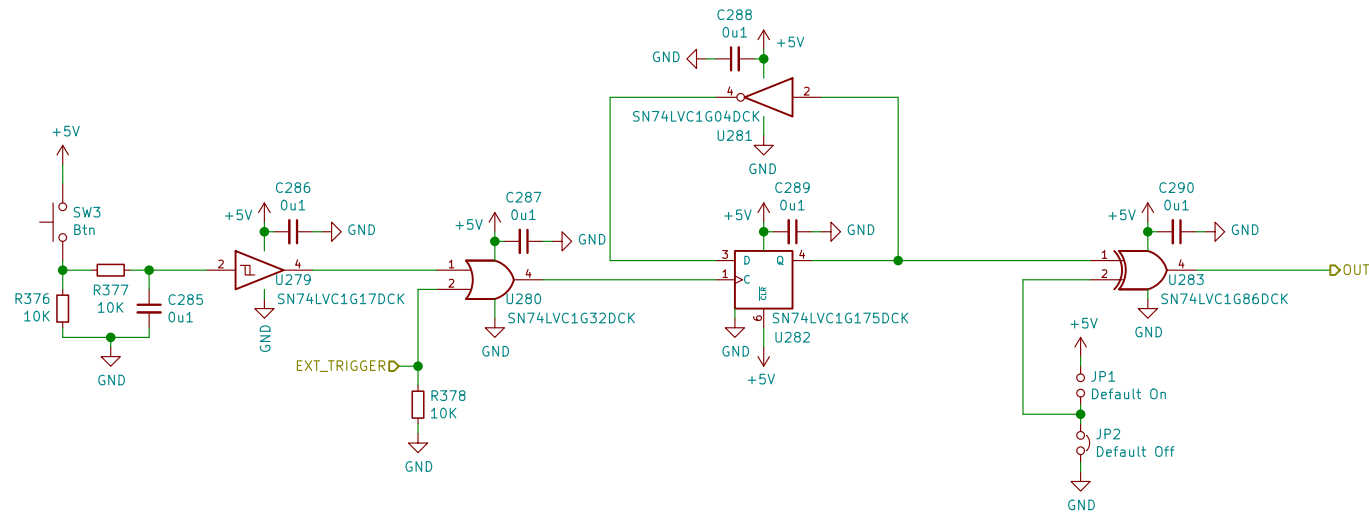 C288
0u1
+5V
GND
4
2
SN74LVC1G04DCK
U281
GND
+5V
SW3
Btn
R376
10K
R377
10K
C285
0u1
GND
C286
0u1
+5V
GND
2
4
U279
SN74LVC1G17DCK
GND
C287
0u1
+5V
GND
1
2
4
U280
SN74LVC1G32DCK
GND
EXT_TRIGGER
R378
10K
GND
C289
0u1
+5V
GND
3
D
Q
4
1
C
CLR
6
SN74LVC1G175DCK
U282
GND
+5V
C290
0u1
+5V
GND
1
2
4
U283
SN74LVC1G86DCK
GND
OUT
+5V
JP1
Default On
JP2
Default Off
GND